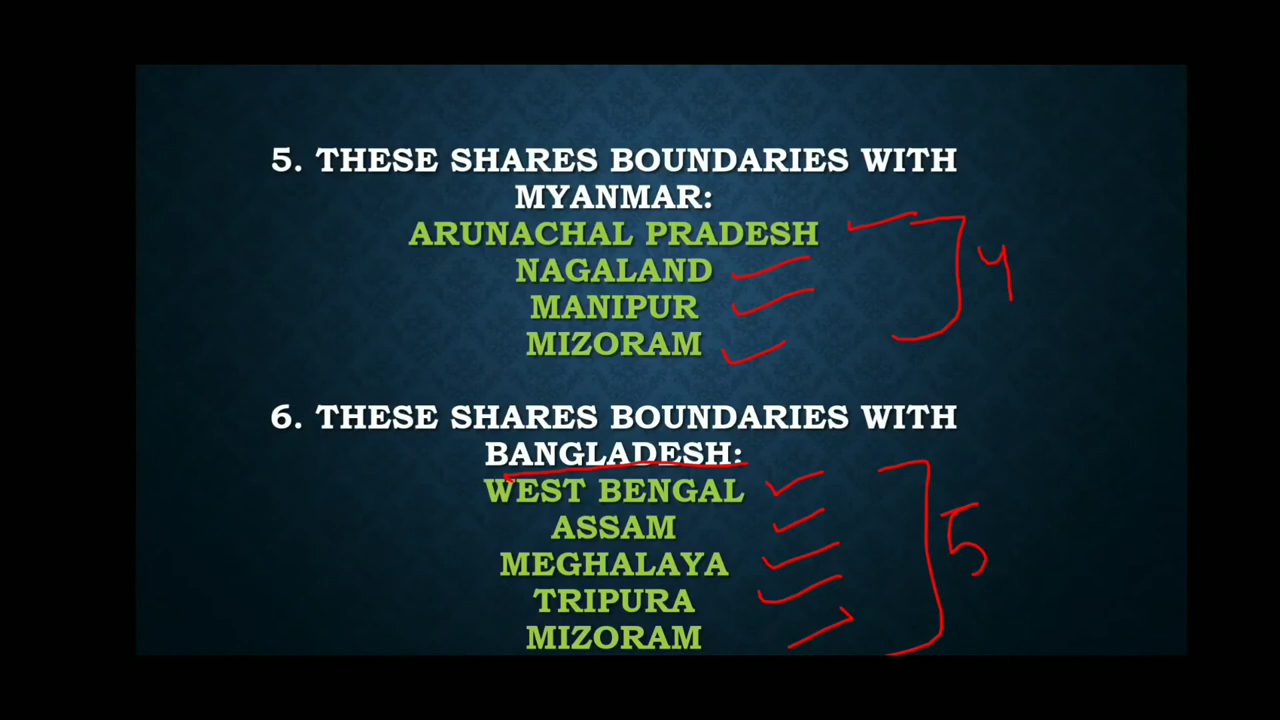 5. THESE SHARES BOUNDARIES WITH
MYANMAR:
ARUNACHAL PRADESH
NAGALAND
MANIPUR
MIZORAM
4
6. THESE SHARES BOUNDARIES WITH
BANGLADESH:
WEST BENGAL
ASSAM
MEGHALAYA
TRIPURA
MIZORAM
5